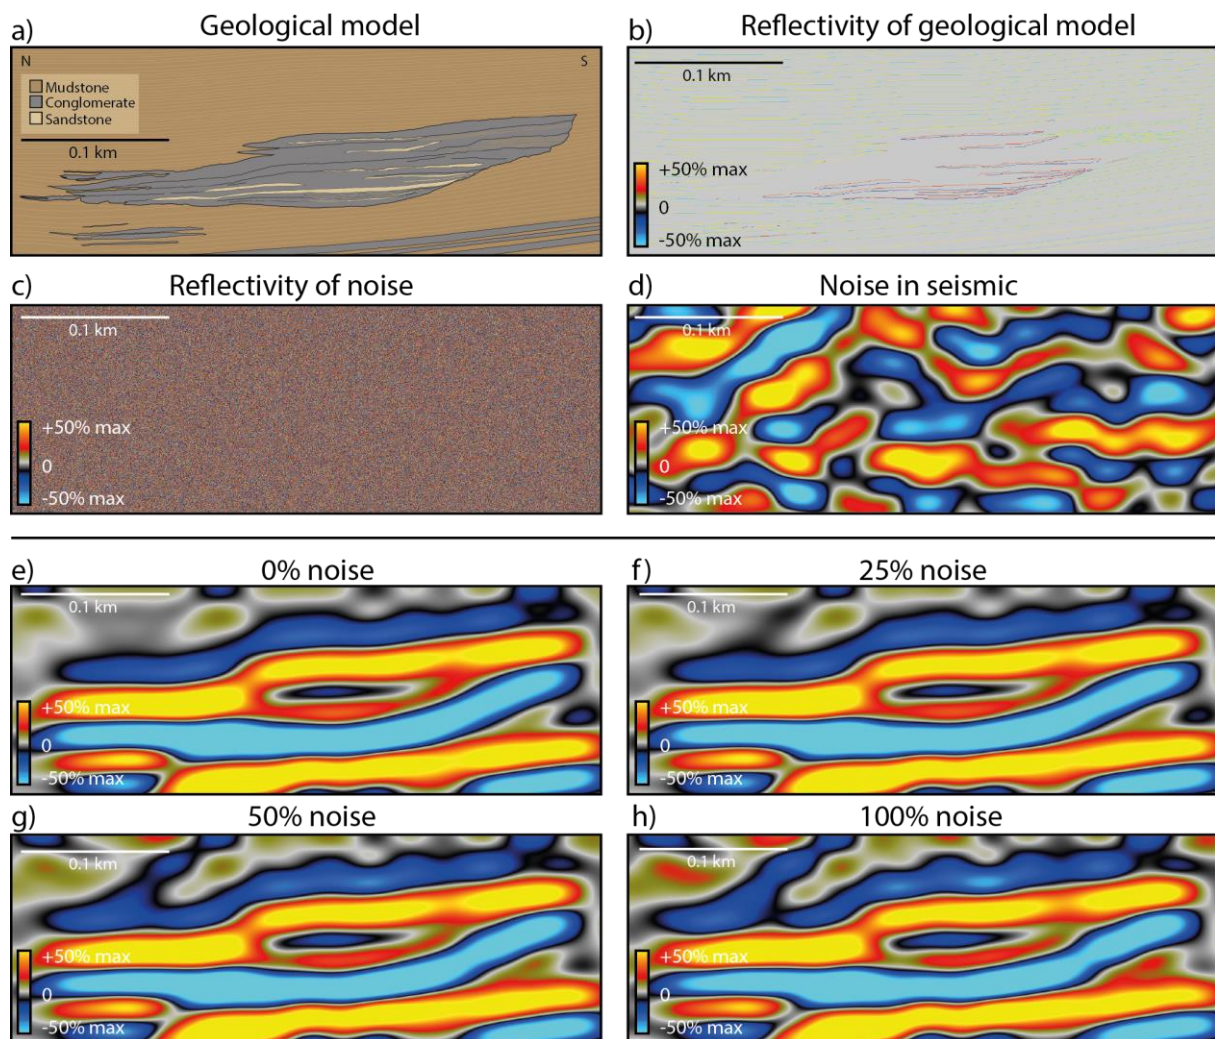 a) Geological model
N
S
Mudstone
Conglomerate
Sandstone
0.1 km
b) Reflectivity of geological model
0.1 km
+50% max
0
-50% max
c) Reflectivity of noise
0.1 km
+50% max
0
-50% max
d) Noise in seismic
0.1 km
+50% max
0
-50% max
e) 0% noise
0.1 km
+50% max
0
-50% max
f) 25% noise
0.1 km
+50% max
0
-50% max
g) 50% noise
0.1 km
+50% max
0
-50% max
h) 100% noise
0.1 km
+50% max
0
-50% max